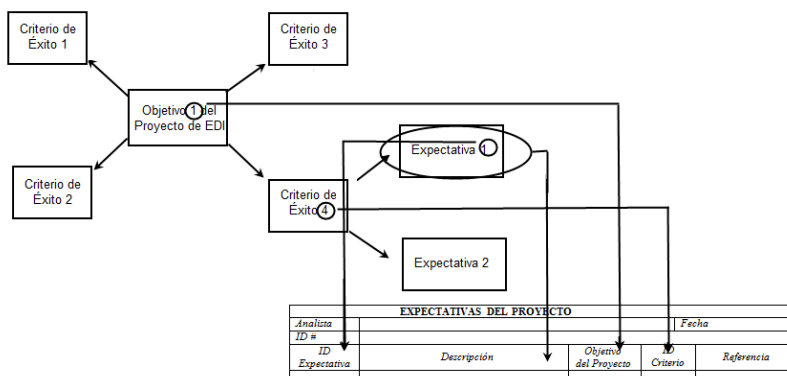 Criterio de
Éxito 1
Criterio de
Éxito 3
Objetivo 1 del
Proyecto de EDI
Expectativa 1
Criterio de
Éxito 2
Criterio de
Éxito 4
Expectativa 2
EXPECTATIVAS DEL PROYECTO
Analista
Fecha
ID #
ID
Expectativa
Descripción
Objetivo
del Proyecto
ID
Criterio
Referencia